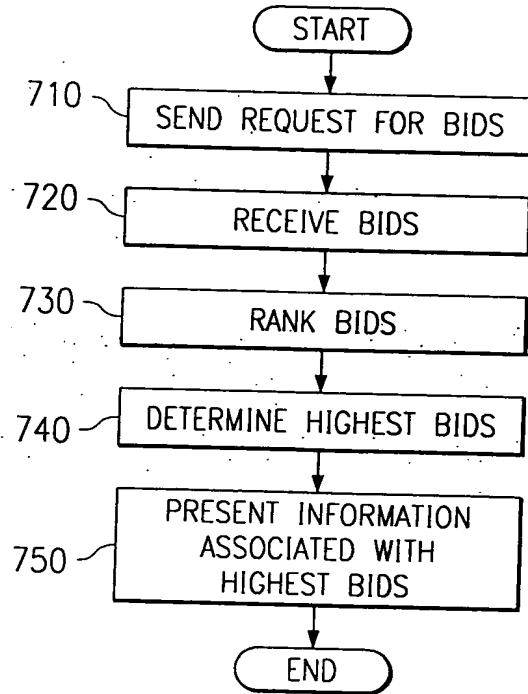 START
710
SEND REQUEST FOR BIDS
720
RECEIVE BIDS
730
RANK BIDS
740
DETERMINE HIGHEST BIDS
750
PRESENT INFORMATION
ASSOCIATED WITH
HIGHEST BIDS
END